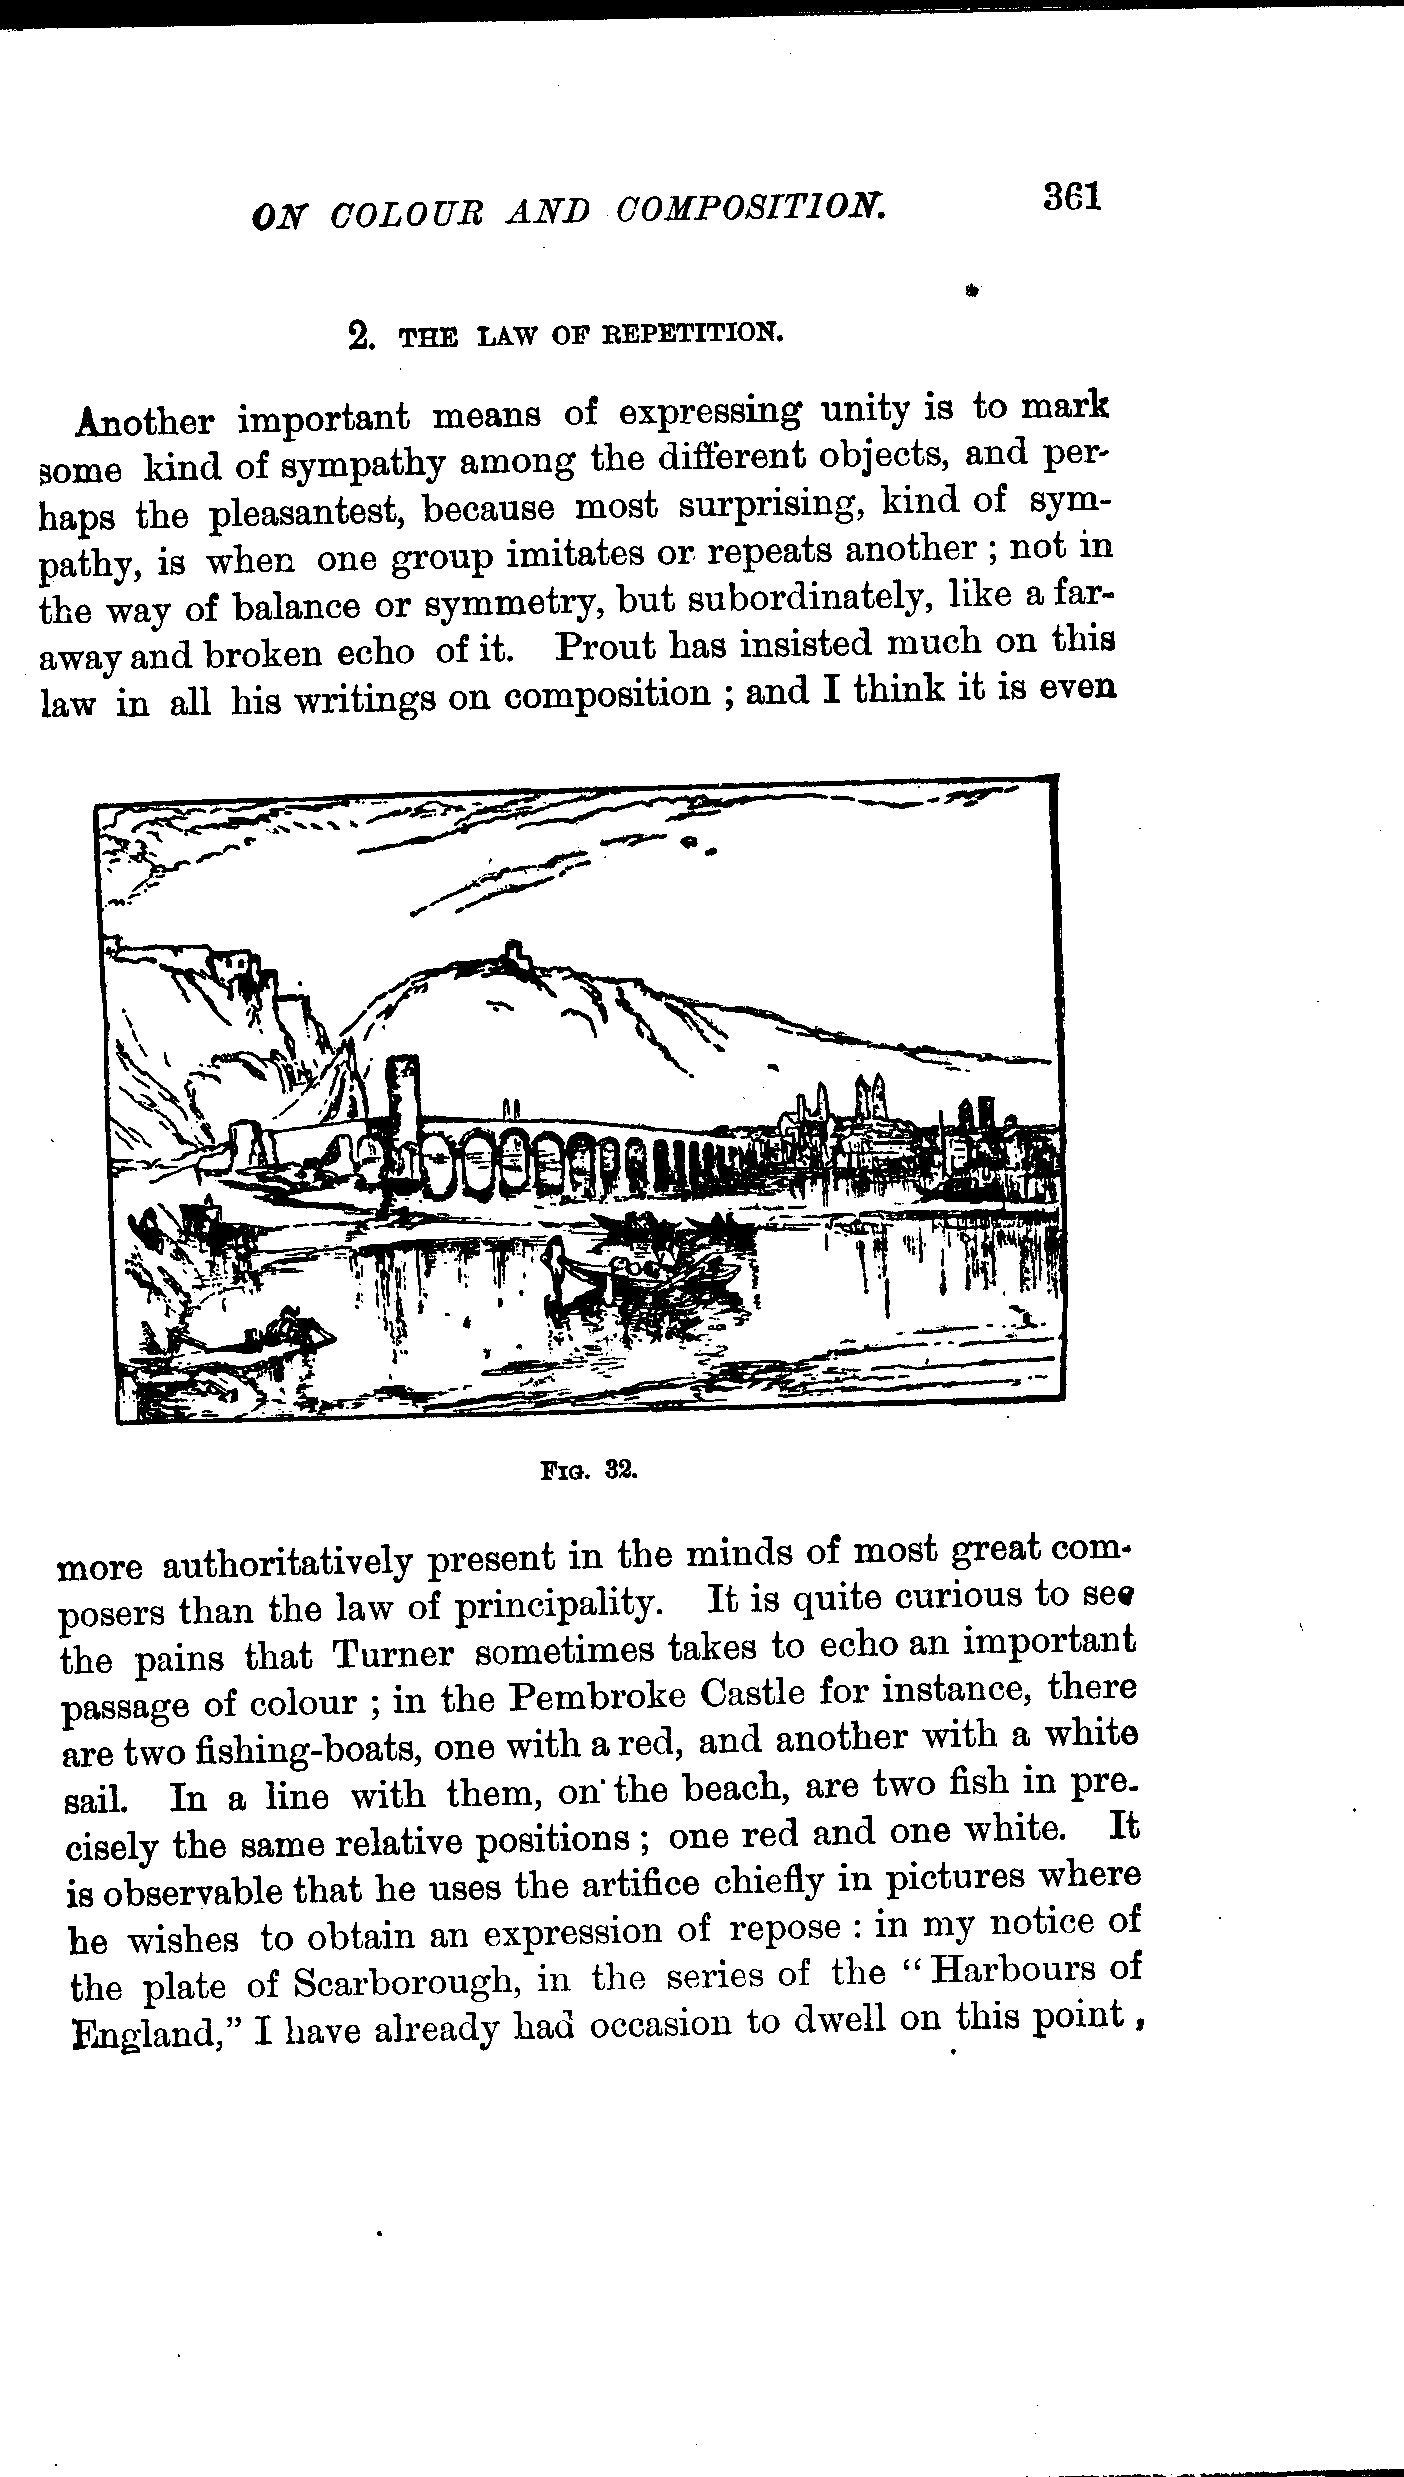 ON COLOUR AND COMPOSITION. 361
2. THE LAW OF REPETITION.
Another important means of expressing unity is to mark
some kind of sympathy among the different objects, and per-
haps the pleasantest, because most surprising, kind of sym-
pathy, is when one group imitates or repeats another ; not in
the way of balance or symmetry, but subordinately, like a far-
away and broken echo of it. Prout has insisted much on this
law in all his writings on composition ; and I think it is even
FIG. 32.
more authoritatively present in the minds of most great com-
posers than the law of principality. It is quite curious to see
the pains that Turner sometimes takes to echo an important
passage of colour ; in the Pembroke Castle for instance, there
are two fishing-boats, one with a red, and another with a white
sail. In a line with them, on the beach, are two fish in pre-
cisely the same relative positions ; one red and one white. It
is observable that he uses the artifice chiefly in pictures where
he wishes to obtain an expression of repose : in my notice of
the plate of Scarborough, in the series of the “ Harbours of
England,” I have already had occasion to dwell on this point ,